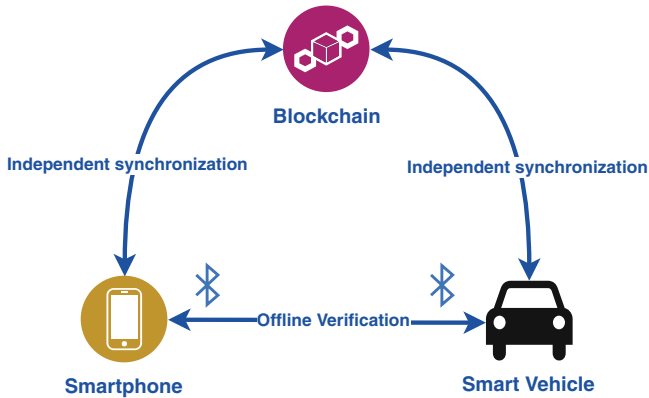 Blockchain
Independent synchronization
Independent synchronization
Offline Verification
Smartphone
Smart Vehicle